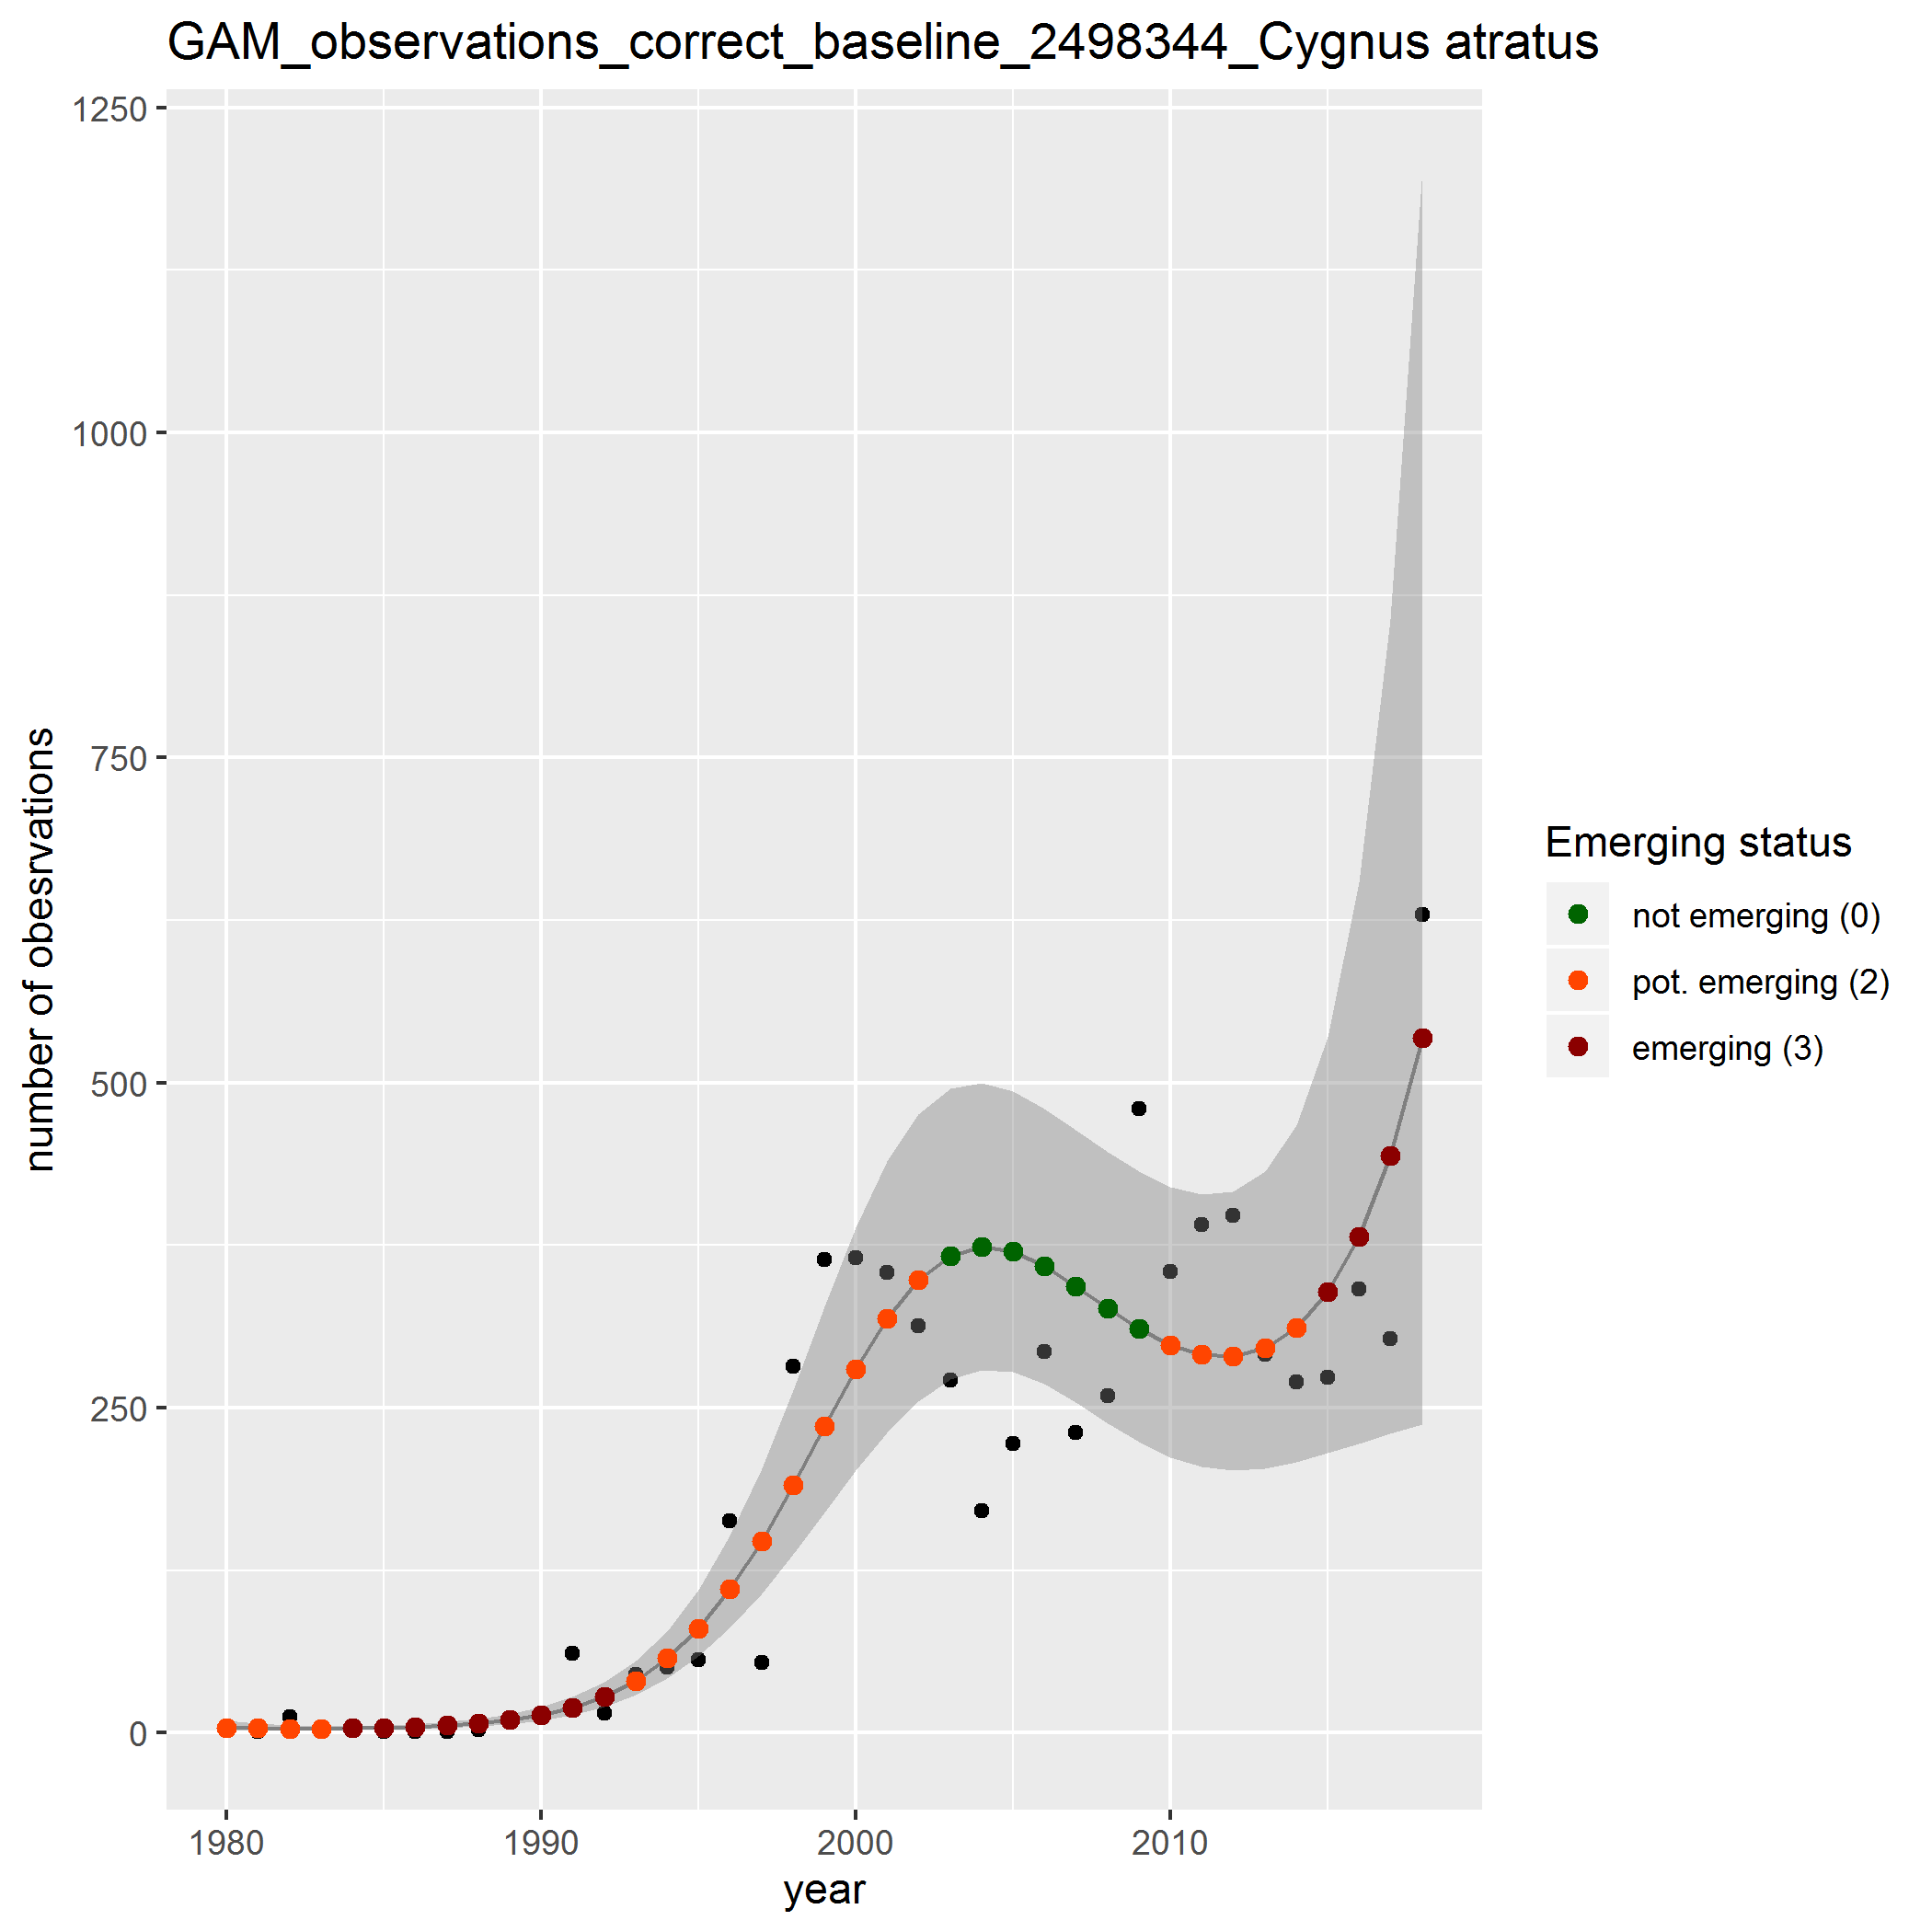 GAM_observations_correct_baseline_2498344_Cygnus atratus
1250
1000
750
500
250
0
number of obesrvations
1980
1990
2000
2010
year
Emerging status
not emerging (0)
pot. emerging (2)
emerging (3)